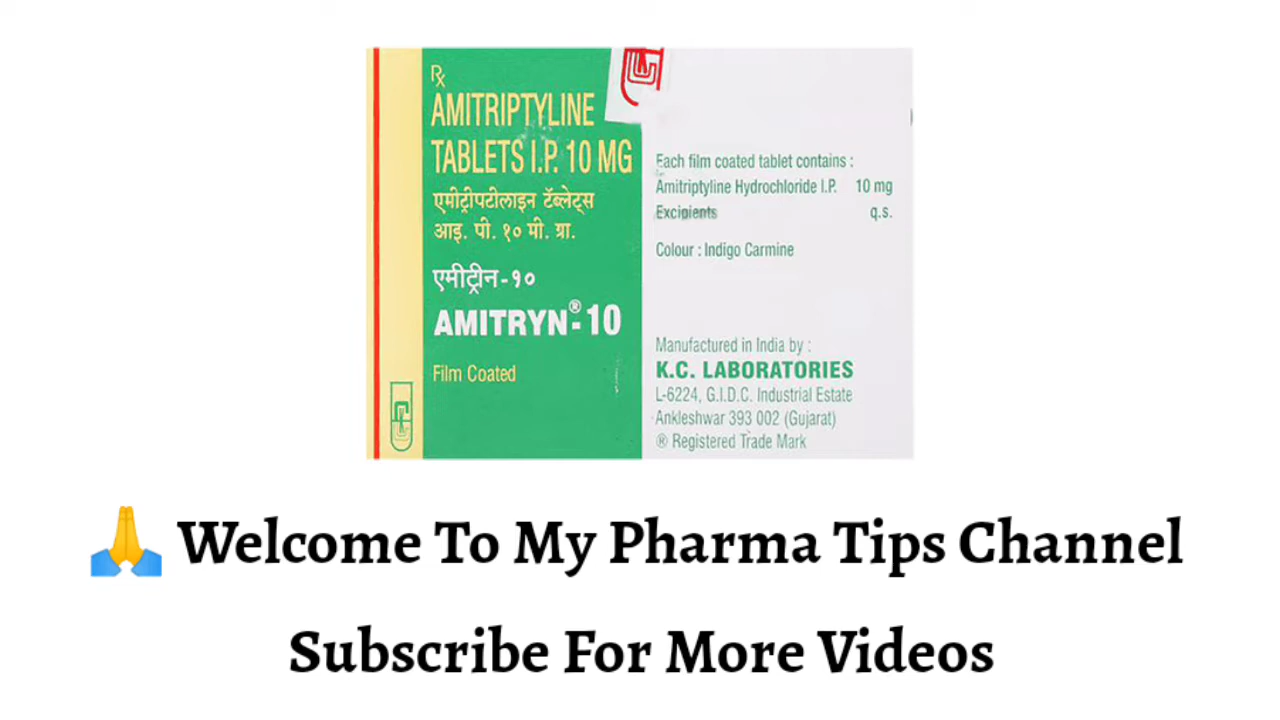 Rx
AMITRIPTYLINE
TABLETS I.P. 10 MG
एमीट्रीपटीलाइन टॅब्लेट्स
आइ. पी. १० मी. ग्रा.
एमीट्रीन-१०
AMITRYN®-10
Film Coated
Each film coated tablet contains :
Amitriptyline Hydrochloride I.P. 10 mg
Excipients q.s.
Colour : Indigo Carmine
Manufactured in India by :
K.C. LABORATORIES
L-6224, G.I.D.C. Industrial Estate
Ankleshwar 393 002 (Gujarat)
® Registered Trade Mark
🙏 Welcome To My Pharma Tips Channel
Subscribe For More Videos